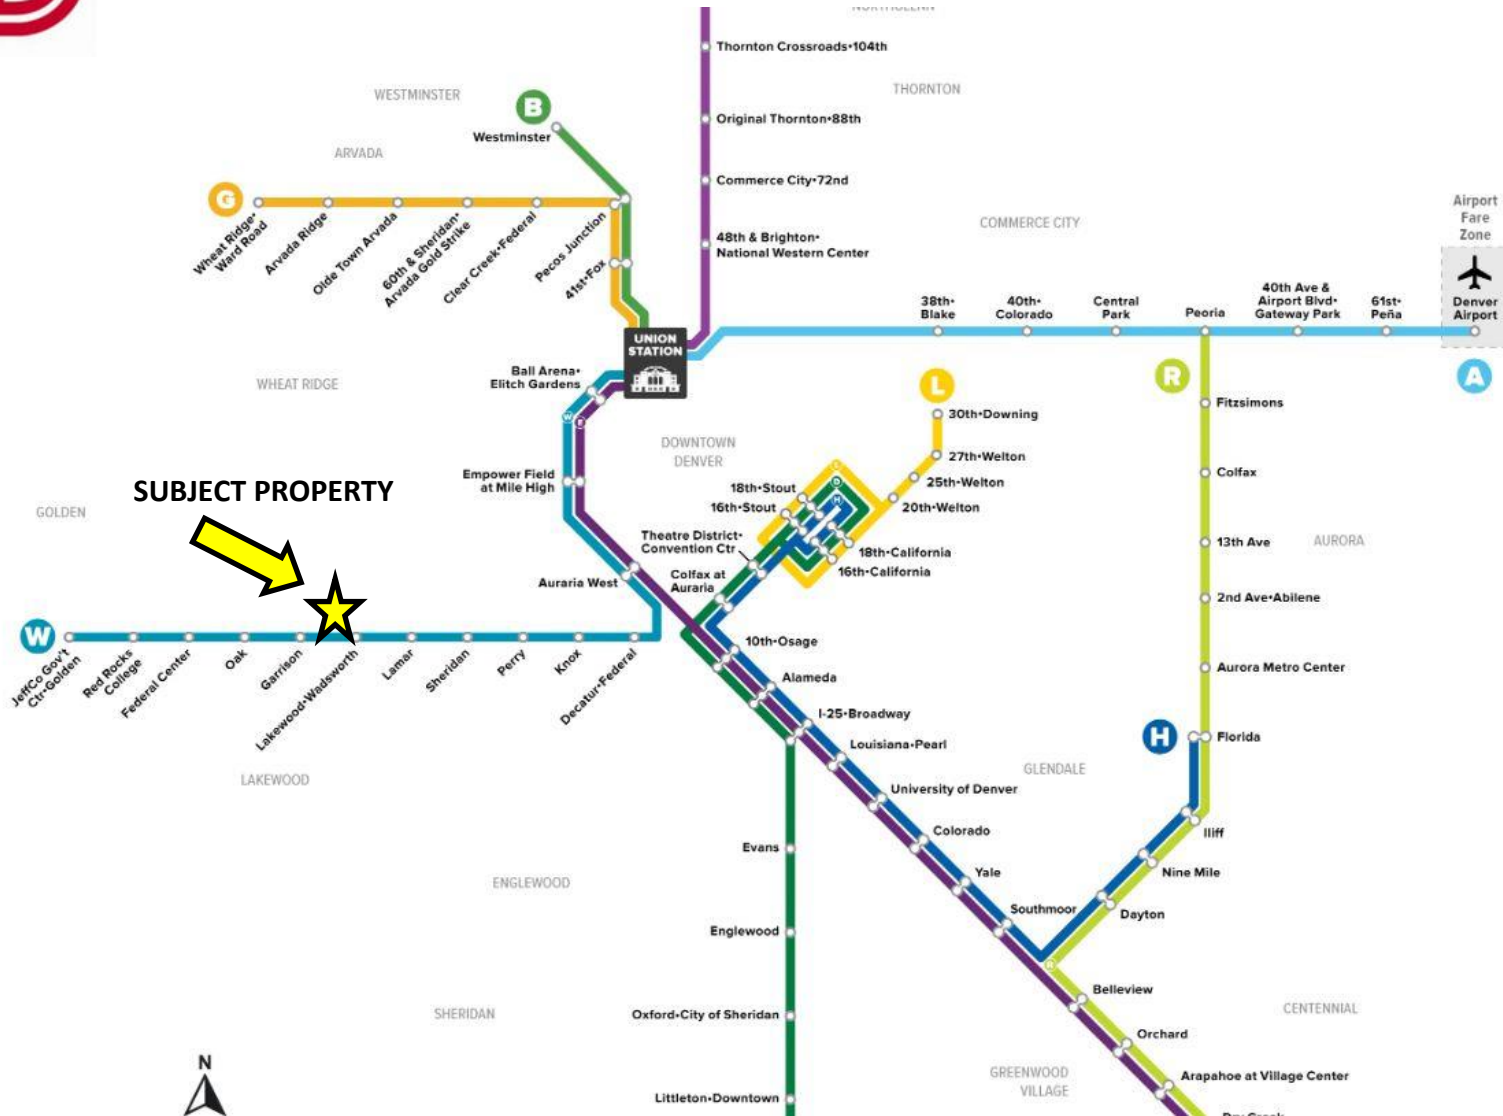 Thornton Crossroads•104th
THORNTON
WESTMINSTER
B
Westminster
Original Thornton•88th
ARVADA
Commerce City•72nd
G
Wheat Ridge•
Ward Road
Arvada Ridge
Olde Town Arvada
60th & Sheridan•
Arvada Gold Strike
Clear Creek•Federal
Pecos Junction
41st•Fox
48th & Brighton•
National Western Center
COMMERCE CITY
Airport
Fare
Zone
38th•
Blake
40th•
Colorado
Central
Park
Peoria
40th Ave &
Airport Blvd•
Gateway Park
61st•
Peña
Denver
Airport
A
UNION
STATION
Ball Arena•
Elitch Gardens
WHEAT RIDGE
W
E
L
R
30th•Downing
Fitzsimons
DOWNTOWN
DENVER
27th•Welton
Empower Field
at Mile High
25th•Welton
Colfax
SUBJECT PROPERTY
GOLDEN
L
D
H
18th•Stout
16th•Stout
20th•Welton
Theatre District•
Convention Ctr
18th•California
16th•California
13th Ave
AURORA
Auraria West
Colfax at
Auraria
2nd Ave•Abilene
W
JeffCo Gov't
Ctr•Golden
Red Rocks
College
Federal Center
Oak
Garrison
Lakewood•Wadsworth
Lamar
Sheridan
Perry
Knox
Decatur•Federal
10th•Osage
Aurora Metro Center
Alameda
I-25•Broadway
H
Florida
Louisiana•Pearl
LAKEWOOD
GLENDALE
University of Denver
Colorado
Iliff
Evans
Yale
Nine Mile
ENGLEWOOD
Southmoor
Dayton
Englewood
R
Belleview
SHERIDAN
Oxford•City of Sheridan
CENTENNIAL
Orchard
N
GREENWOOD
VILLAGE
Arapahoe at Village Center
Littleton•Downtown